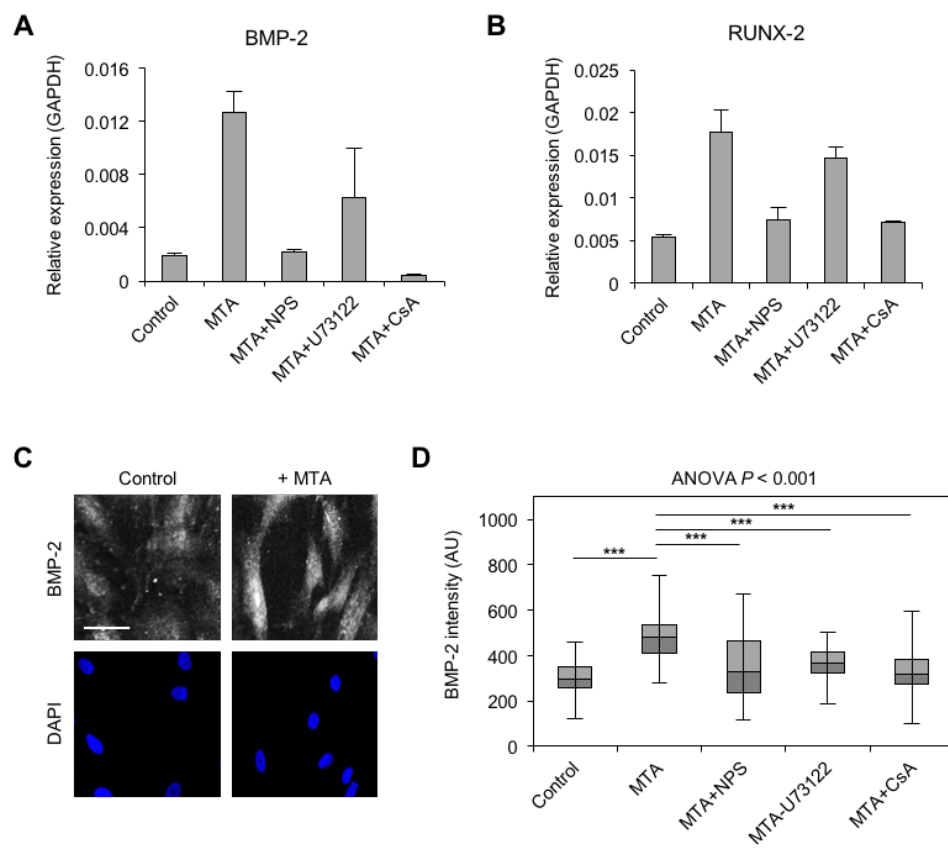 A
BMP-2
Relative expression (GAPDH)
0.016
0.012
0.008
0.004
0
Control
MTA
MTA+NPS
MTA+U73122
MTA+CsA
B
RUNX-2
Relative expression (GAPDH)
0.025
0.02
0.015
0.01
0.005
0
Control
MTA
MTA+NPS
MTA+U73122
MTA+CsA
C
Control
+ MTA
BMP-2
DAPI
D
ANOVA P < 0.001
BMP-2 intensity (AU)
1000
800
600
400
200
0
***
***
***
***
Control
MTA
MTA+NPS
MTA-U73122
MTA+CsA